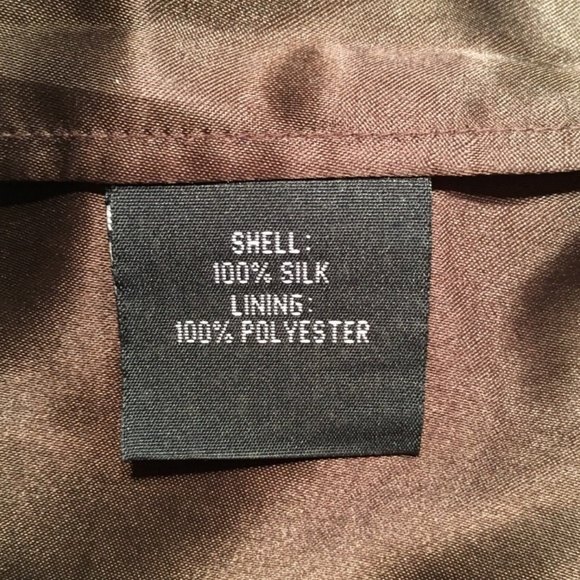 SHELL:
100% SILK
LINING:
100% POLYESTER